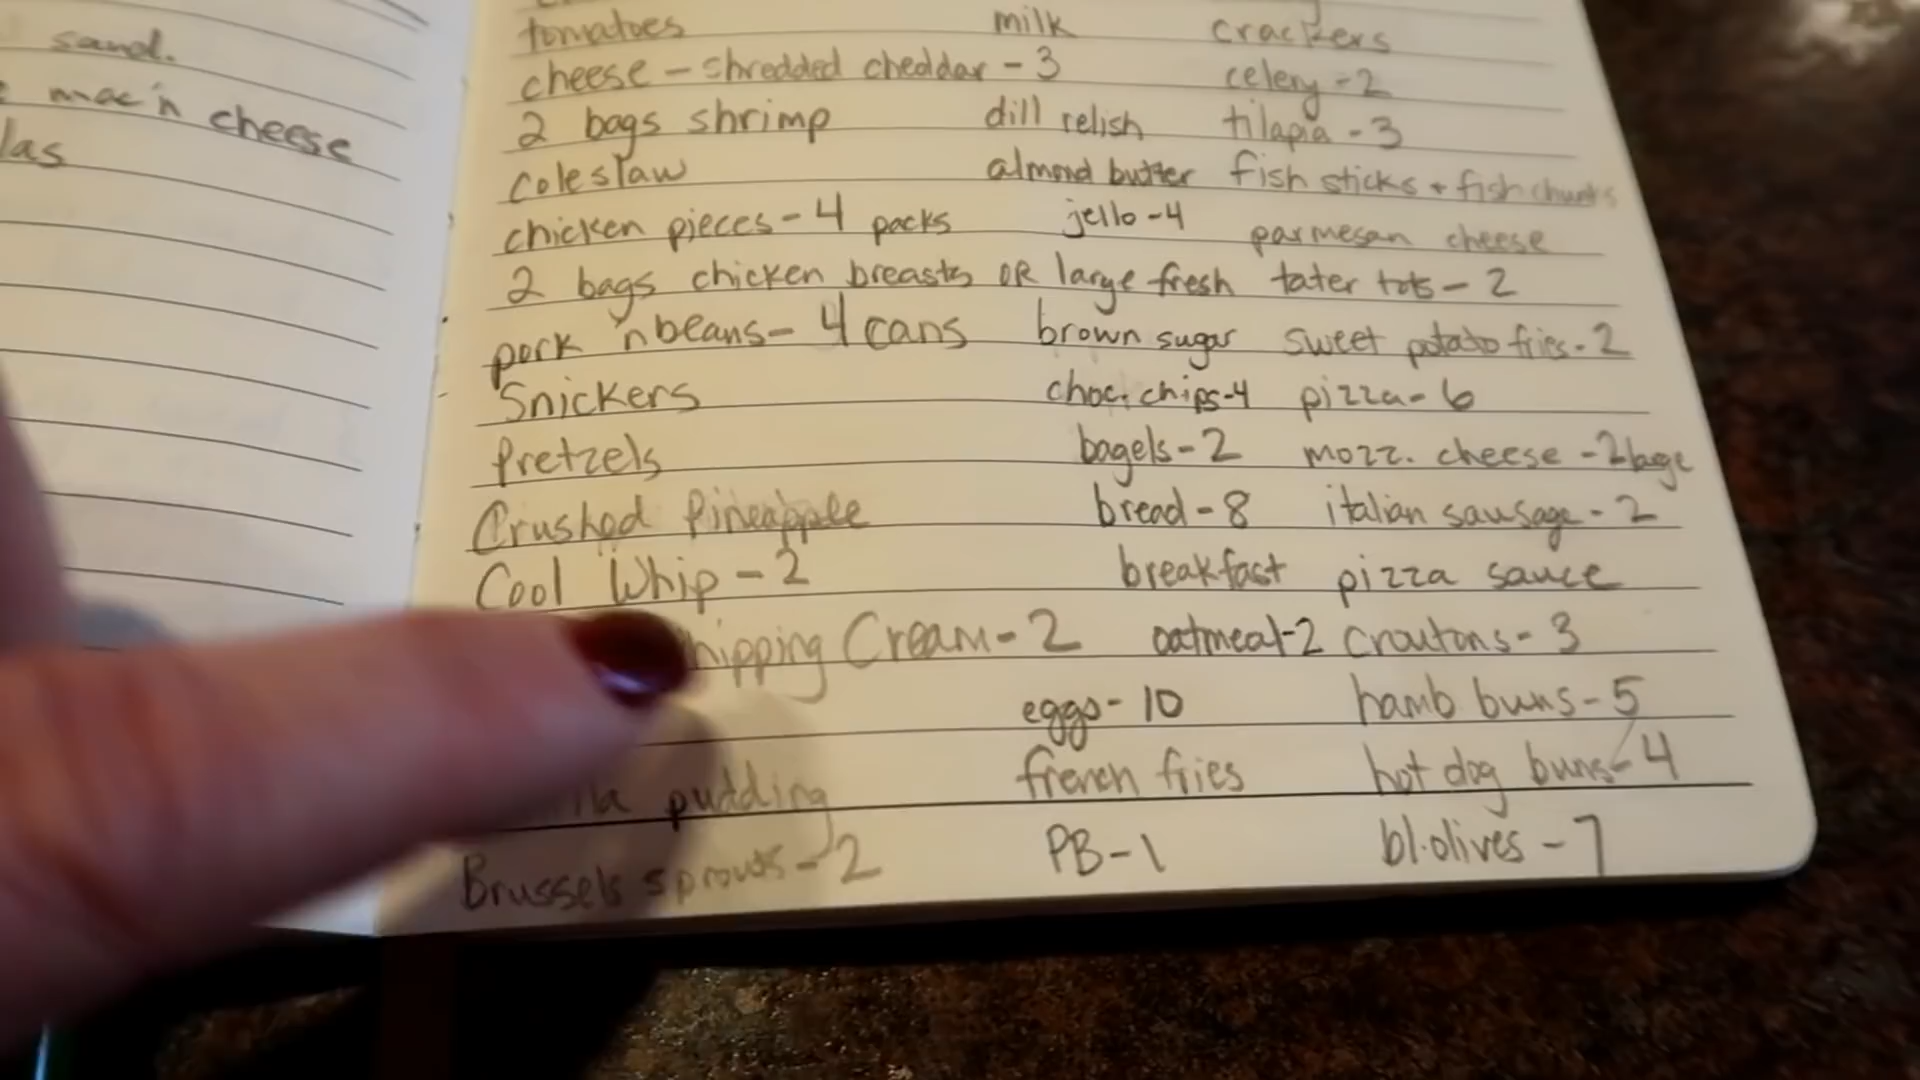 sand.
mac'n cheese
las
tomatoes milk crackers
cheese - shredded cheddar - 3 celery - 2
2 bags shrimp dill relish tilapia - 3
coleslaw almond butter fish sticks + fish chunks
chicken pieces - 4 packs jello - 4 parmesan cheese
2 bags chicken breasts OR large fresh tater tots - 2
pork 'n beans - 4 cans brown sugar sweet potato fries - 2
Snickers choc. chips - 4 pizza - 6
Pretzels bagels - 2 mozz. cheese - 2 large
Crushed Pineapple bread - 8 italian sausage - 2
Cool Whip - 2 breakfast pizza sauce
hipping Cream - 2 oatmeal - 2 croutons - 3
eggs - 10 hamb buns - 5
illa pudding french fries hot dog buns - 4
Brussels sprouts - 2 PB - 1 bl. olives - 7